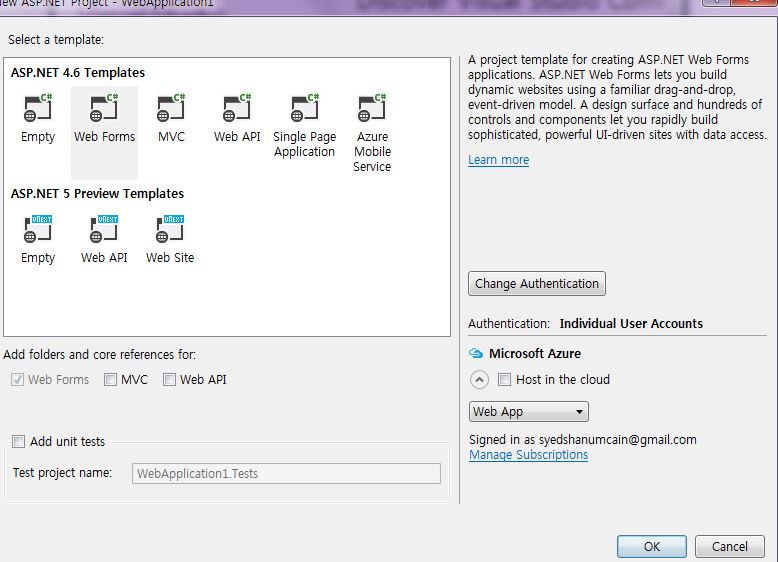 New ASP.NET Project - WebApplication1
Discover Visual Studio Com
Select a template:
ASP.NET 4.6 Templates
C# C# C# C# C# C#
Empty Web Forms MVC Web API Single Page Application Azure Mobile Service
ASP.NET 5 Preview Templates
vNEXT vNEXT vNEXT
Empty Web API Web Site
A project template for creating ASP.NET Web Forms
applications. ASP.NET Web Forms lets you build
dynamic websites using a familiar drag-and-drop,
event-driven model. A design surface and hundreds of
controls and components let you rapidly build
sophisticated, powerful UI-driven sites with data access.
Learn more
Change Authentication
Authentication: Individual User Accounts
Microsoft Azure
Host in the cloud
Web App
Signed in as syedshanumcain@gmail.com
Manage Subscriptions
Add folders and core references for:
Web Forms MVC Web API
Add unit tests
Test project name: WebApplication1.Tests
OK Cancel